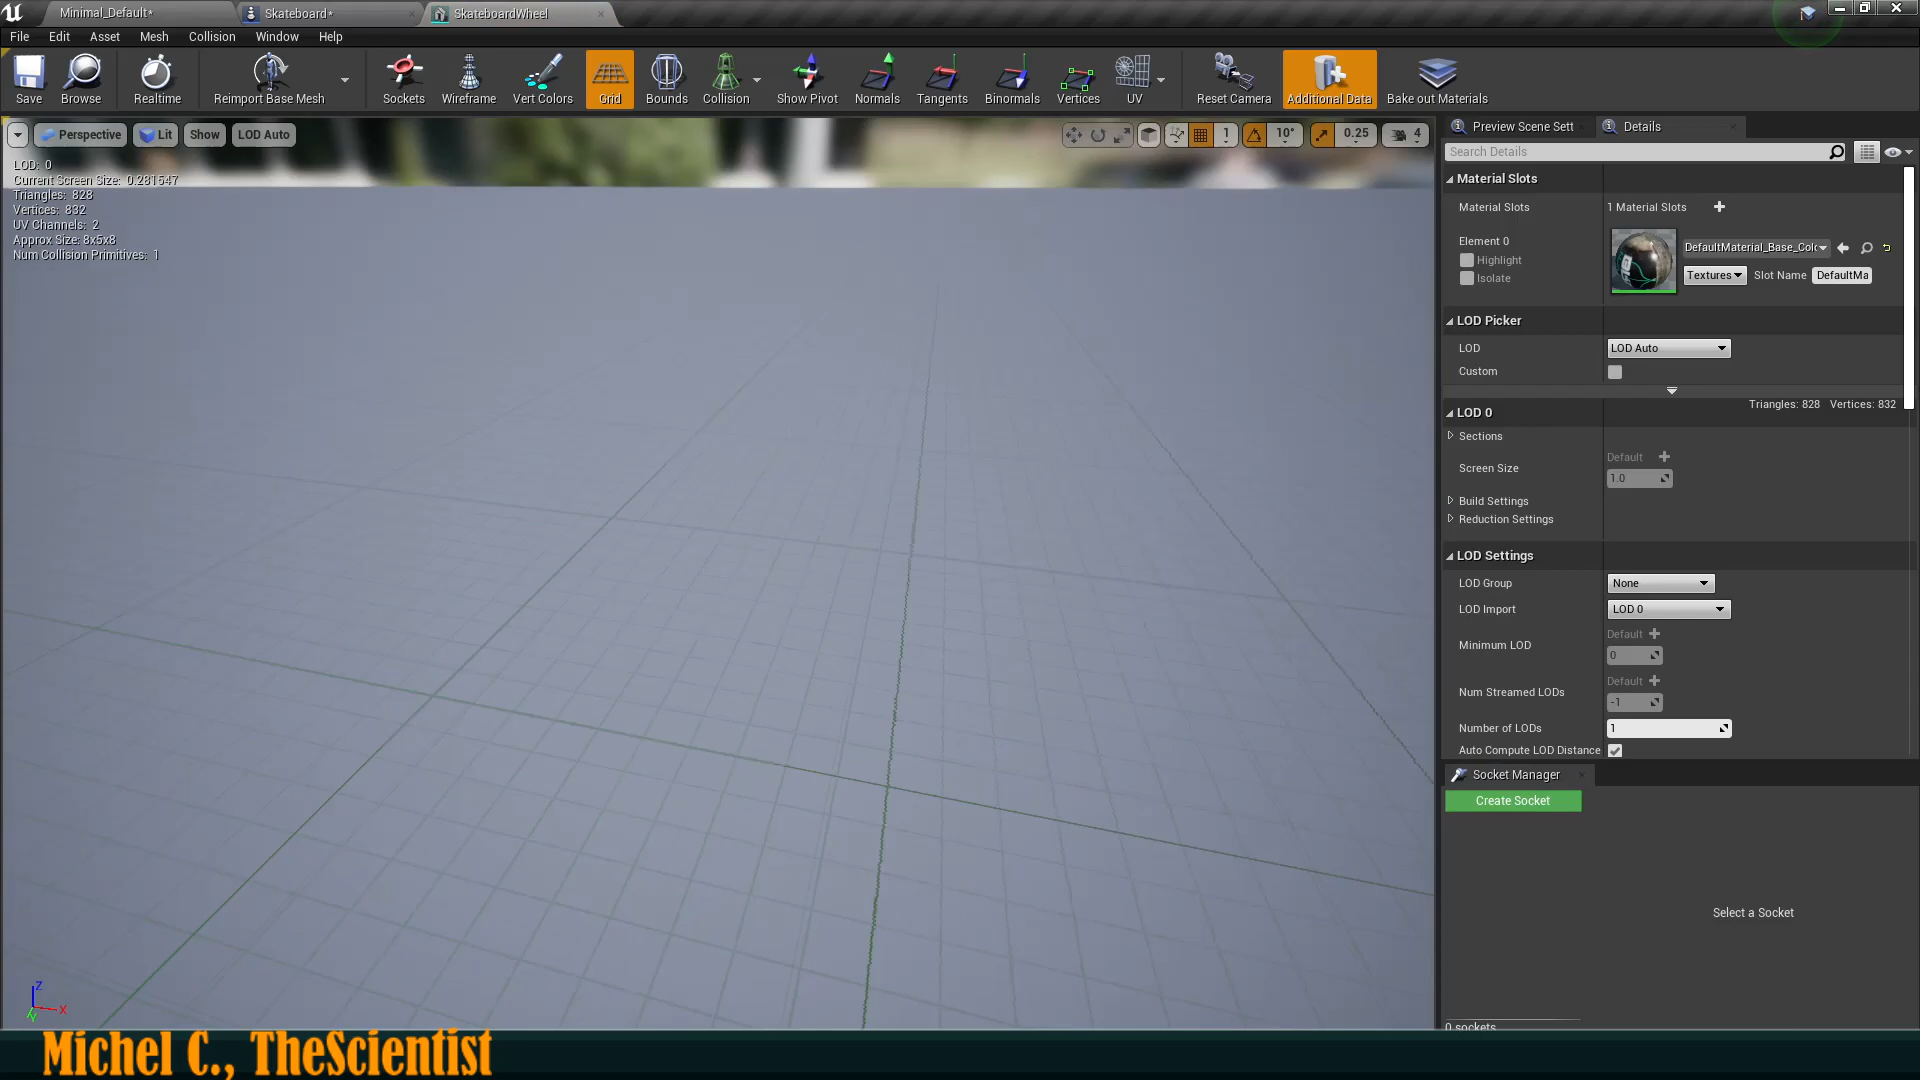 Minimal_Default*
Skateboard*
SkateboardWheel
File Edit Asset Mesh Collision Window Help
Save Browse Realtime Reimport Base Mesh Sockets Wireframe Vert Colors Grid Bounds Collision Show Pivot Normals Tangents Binormals Vertices UV Reset Camera Additional Data Bake out Materials
Perspective Lit Show LOD Auto
1 10° 0.25 4
LOD: 0
Current Screen Size: 0.281547
Triangles: 828
Vertices: 832
UV Channels: 2
Approx Size: 8x5x8
Num Collision Primitives: 1
Z
X
Y
Preview Scene Sett Details
Search Details
Material Slots
Material Slots 1 Material Slots
Element 0
Highlight
Isolate
DefaultMaterial_Base_Colo
Textures Slot Name DefaultMa
LOD Picker
LOD LOD Auto
Custom
LOD 0 Triangles: 828 Vertices: 832
Sections
Screen Size Default
1.0
Build Settings
Reduction Settings
LOD Settings
LOD Group None
LOD Import LOD 0
Minimum LOD Default
0
Num Streamed LODs Default
-1
Number of LODs 1
Auto Compute LOD Distance
Socket Manager
Create Socket
Select a Socket
0 sockets
Michel C., TheScientist